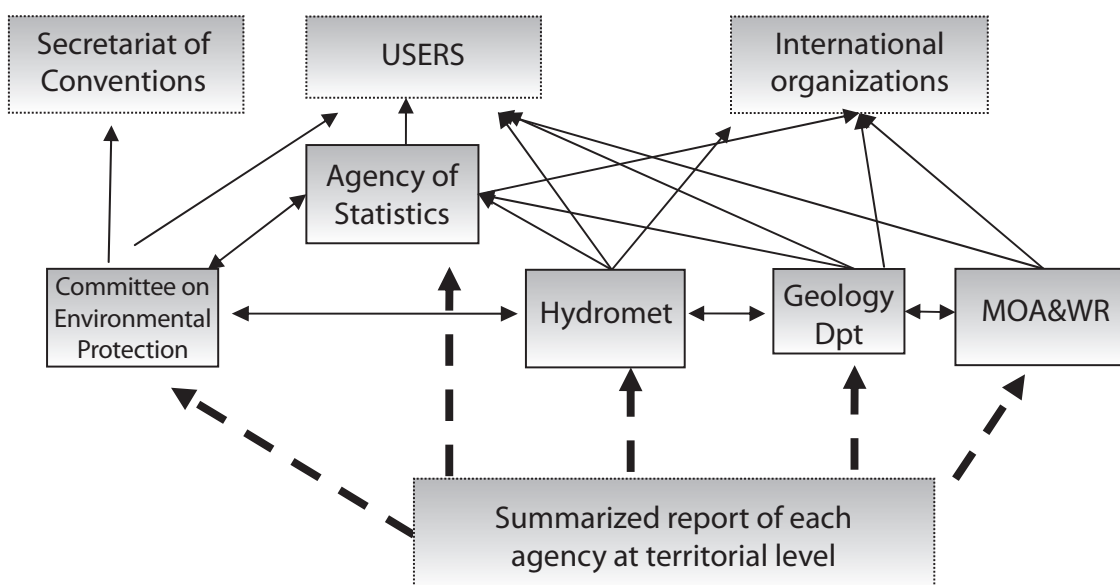 Secretariat of
Conventions
USERS
International
organizations
Agency of
Statistics
Committee on
Environmental
Protection
Hydromet
Geology
Dpt
MOA&WR
Summarized report of each
agency at territorial level